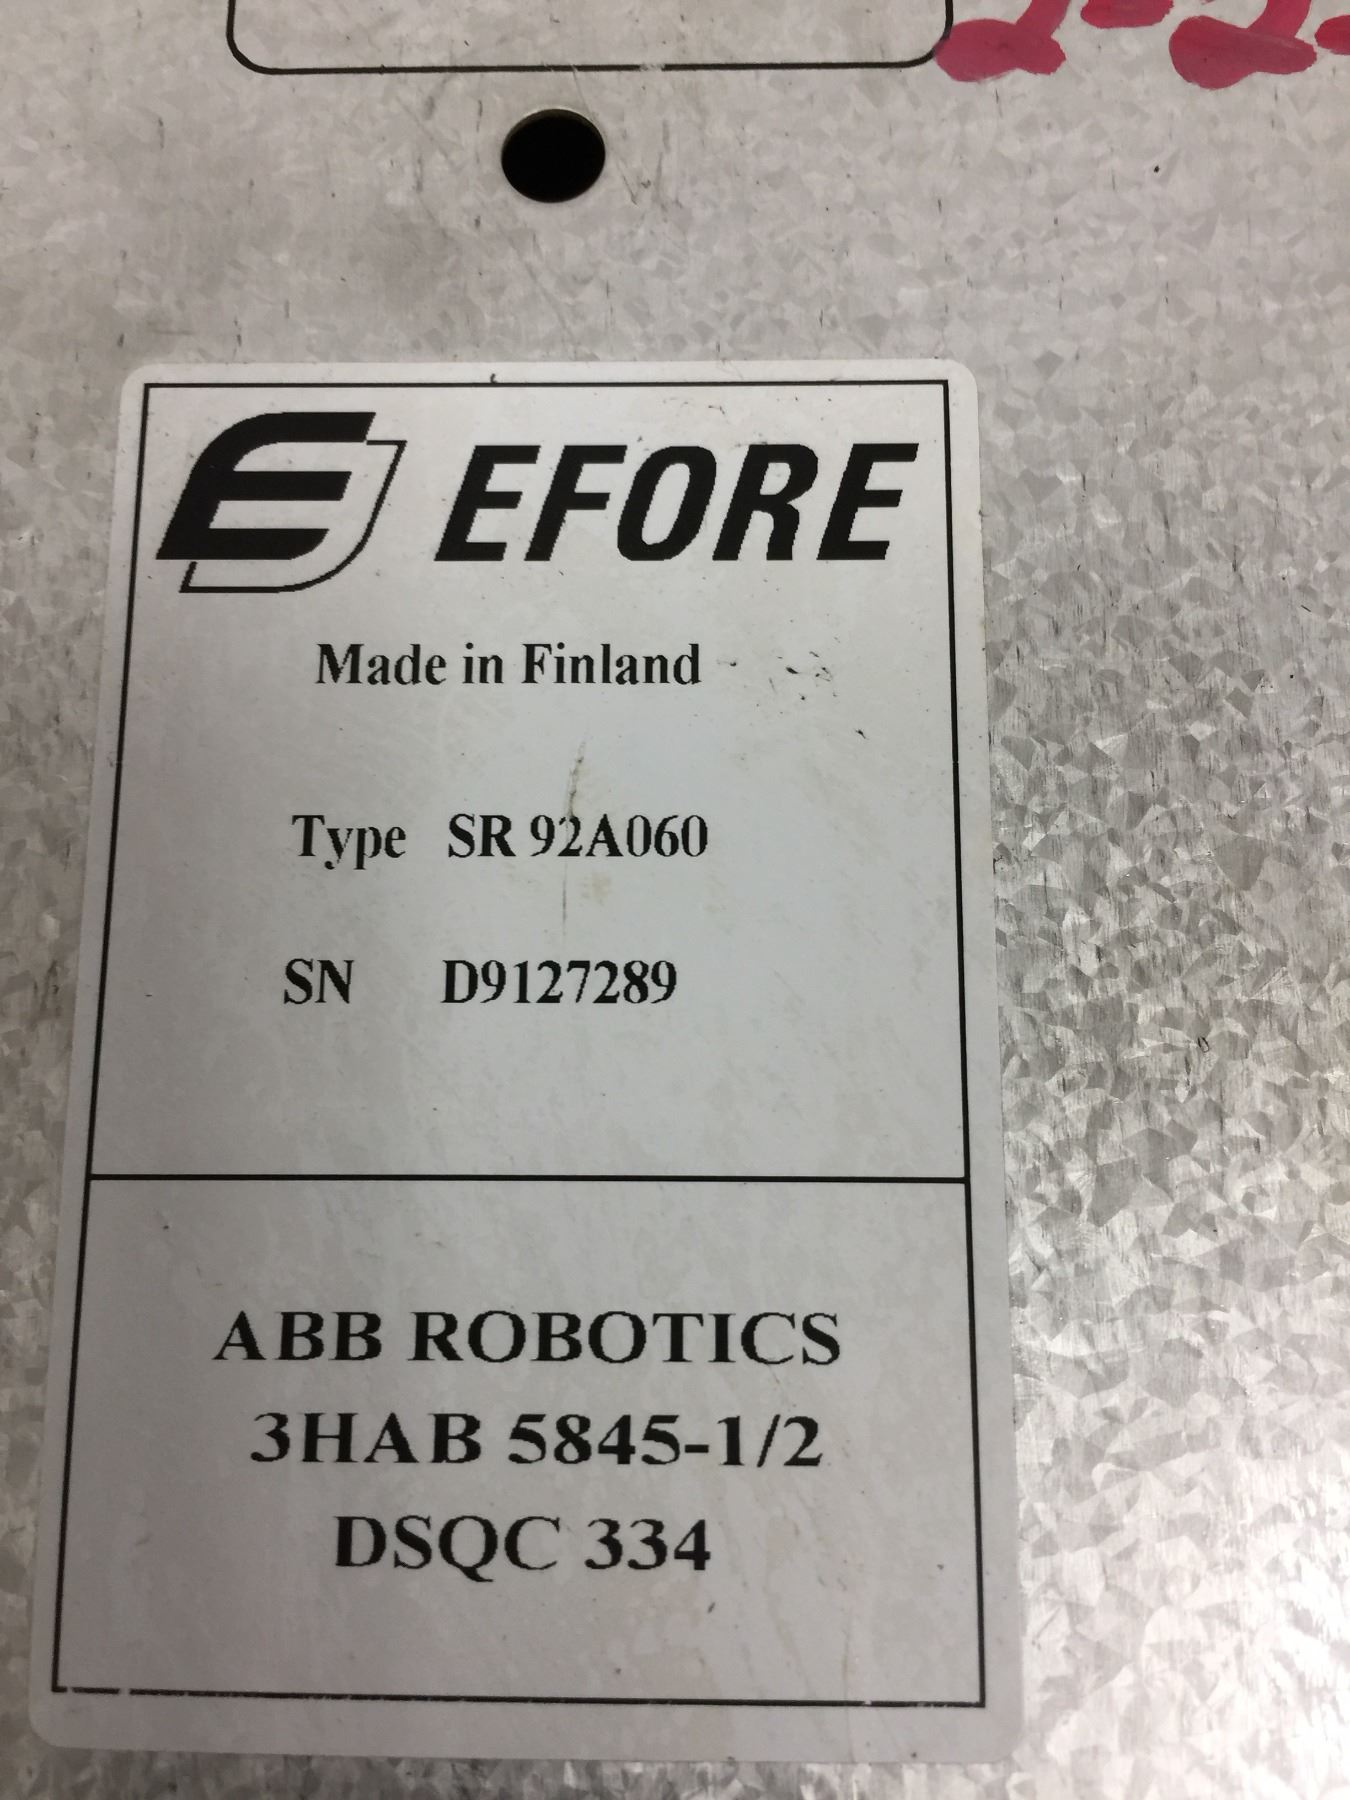 EFORE
Made in Finland
Type SR 92A060
SN D9127289
ABB ROBOTICS
3HAB 5845-1/2
DSQC 334